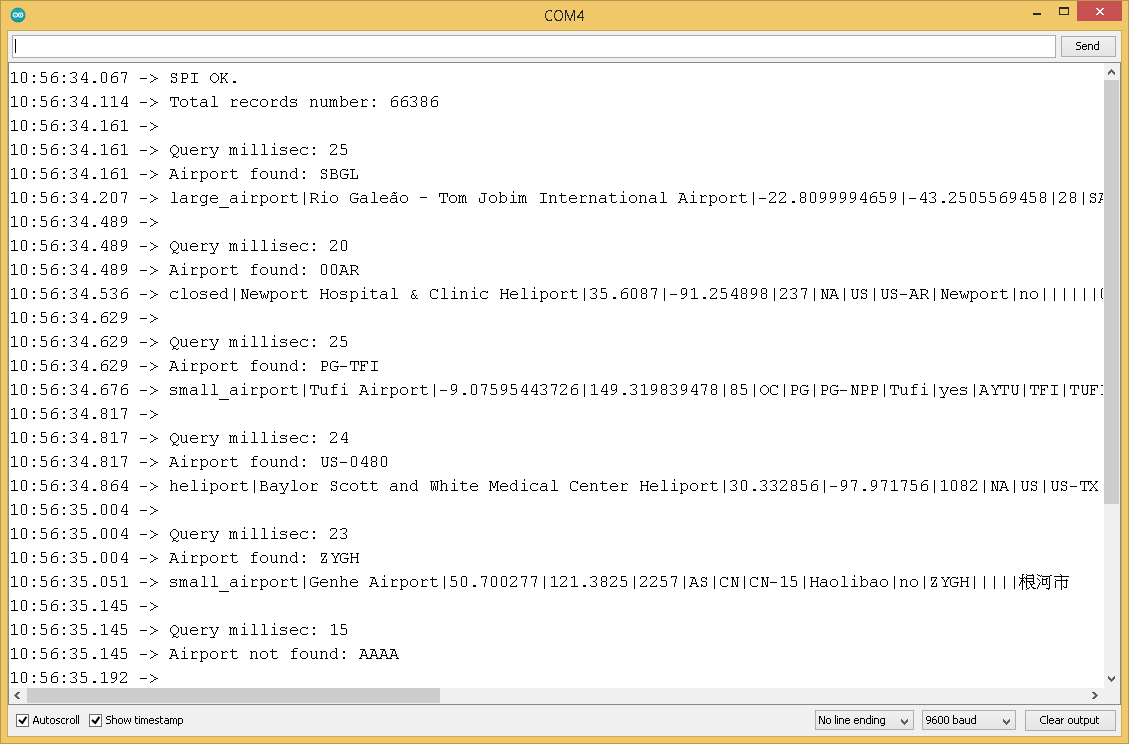 COM4
Send
10:56:34.067 -> SPI OK.
10:56:34.114 -> Total records number: 66386
10:56:34.161 ->
10:56:34.161 -> Query millisec: 25
10:56:34.161 -> Airport found: SBGL
10:56:34.207 -> large_airport|Rio Galeão - Tom Jobim International Airport|-22.8099994659|-43.2505569458|28|SA
10:56:34.489 ->
10:56:34.489 -> Query millisec: 20
10:56:34.489 -> Airport found: 00AR
10:56:34.536 -> closed|Newport Hospital & Clinic Heliport|35.6087|-91.254898|237|NA|US|US-AR|Newport|no||||||0
10:56:34.629 ->
10:56:34.629 -> Query millisec: 25
10:56:34.629 -> Airport found: PG-TFI
10:56:34.676 -> small_airport|Tufi Airport|-9.07595443726|149.319839478|85|OC|PG|PG-NPP|Tufi|yes|AYTU|TFI|TUFI
10:56:34.817 ->
10:56:34.817 -> Query millisec: 24
10:56:34.817 -> Airport found: US-0480
10:56:34.864 -> heliport|Baylor Scott and White Medical Center Heliport|30.332856|-97.971756|1082|NA|US|US-TX
10:56:35.004 ->
10:56:35.004 -> Query millisec: 23
10:56:35.004 -> Airport found: ZYGH
10:56:35.051 -> small_airport|Genhe Airport|50.700277|121.3825|2257|AS|CN|CN-15|Haolibao|no|ZYGH|||||根河市
10:56:35.145 ->
10:56:35.145 -> Query millisec: 15
10:56:35.145 -> Airport not found: AAAA
10:56:35.192 ->
Autoscroll Show timestamp No line ending 9600 baud Clear output